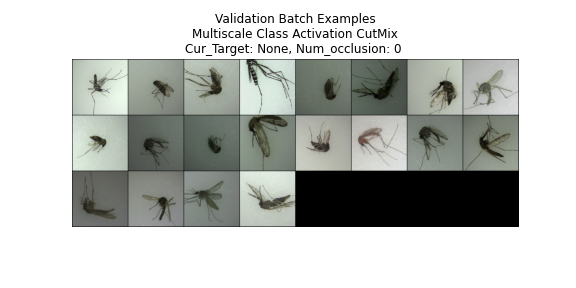 Validation Batch Examples
Multiscale Class Activation CutMix
Cur_Target: None, Num_occlusion: 0